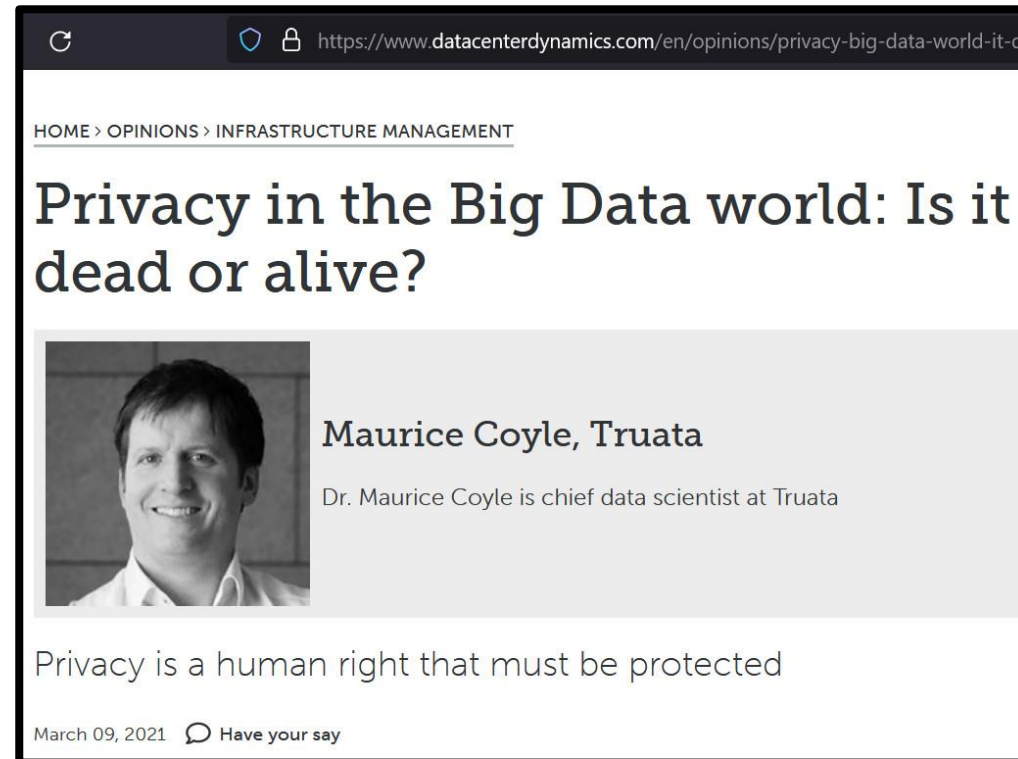 https://www.datacenterdynamics.com/en/opinions/privacy-big-data-world-it-d
HOME > OPINIONS > INFRASTRUCTURE MANAGEMENT
Privacy in the Big Data world: Is it
dead or alive?
Maurice Coyle, Truata
Dr. Maurice Coyle is chief data scientist at Truata
Privacy is a human right that must be protected
March 09, 2021 Have your say